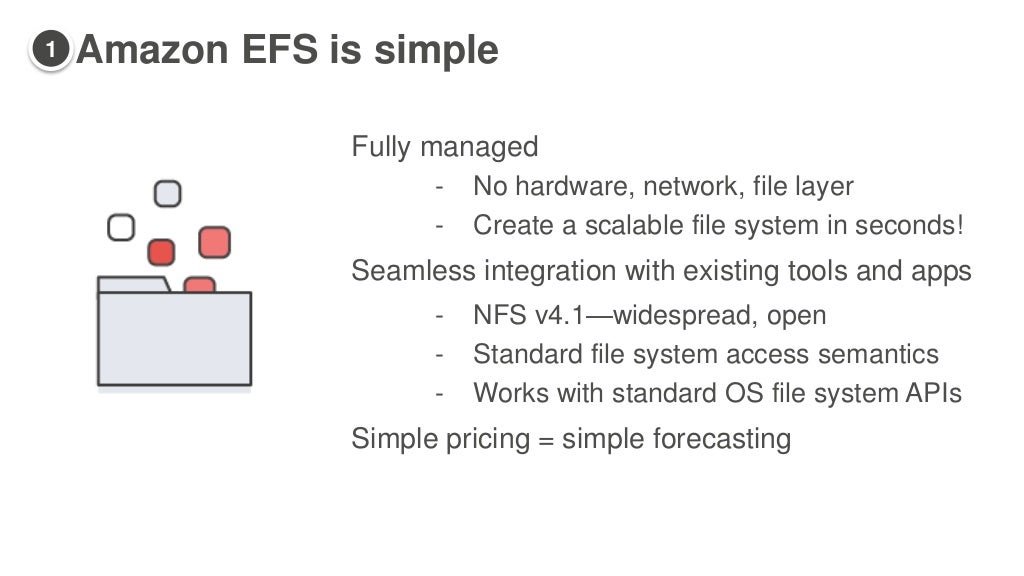 1 Amazon EFS is simple
Fully managed
- No hardware, network, file layer
- Create a scalable file system in seconds!
Seamless integration with existing tools and apps
- NFS v4.1—widespread, open
- Standard file system access semantics
- Works with standard OS file system APIs
Simple pricing = simple forecasting